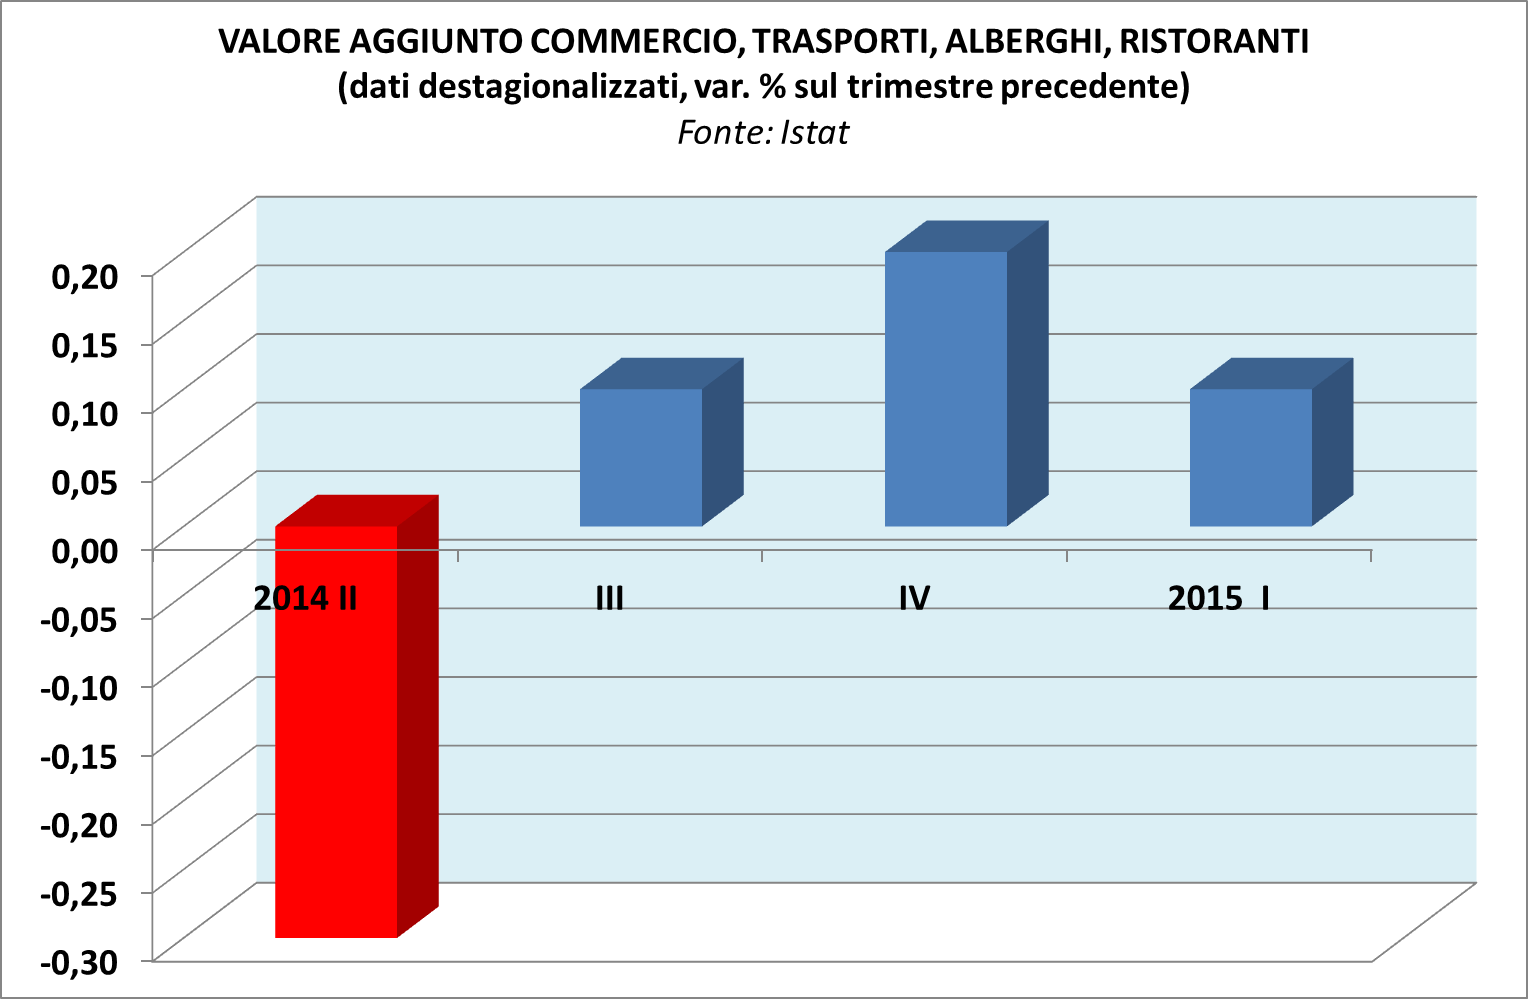 VALORE AGGIUNTO COMMERCIO, TRASPORTI, ALBERGHI, RISTORANTI
(dati destagionalizzati, var. % sul trimestre precedente)
Fonte: Istat
0,20
0,15
0,10
0,05
0,00
-0,05
-0,10
-0,15
-0,20
-0,25
-0,30
2014 II
III
IV
2015 I